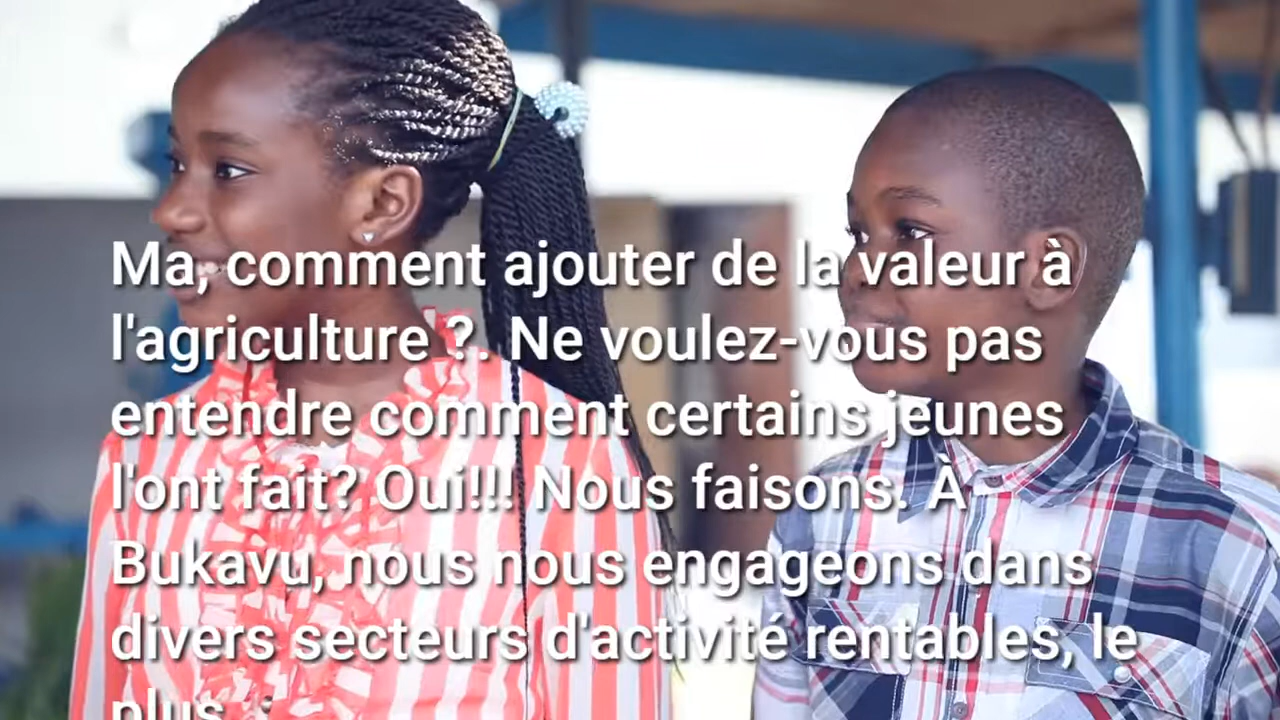 Ma, comment ajouter de la valeur à
l'agriculture ?. Ne voulez-vous pas
entendre comment certains jeunes
l'ont fait? Oui!!! Nous faisons. À
Bukavu, nous nous engageons dans
divers secteurs d'activité rentables, le
plus